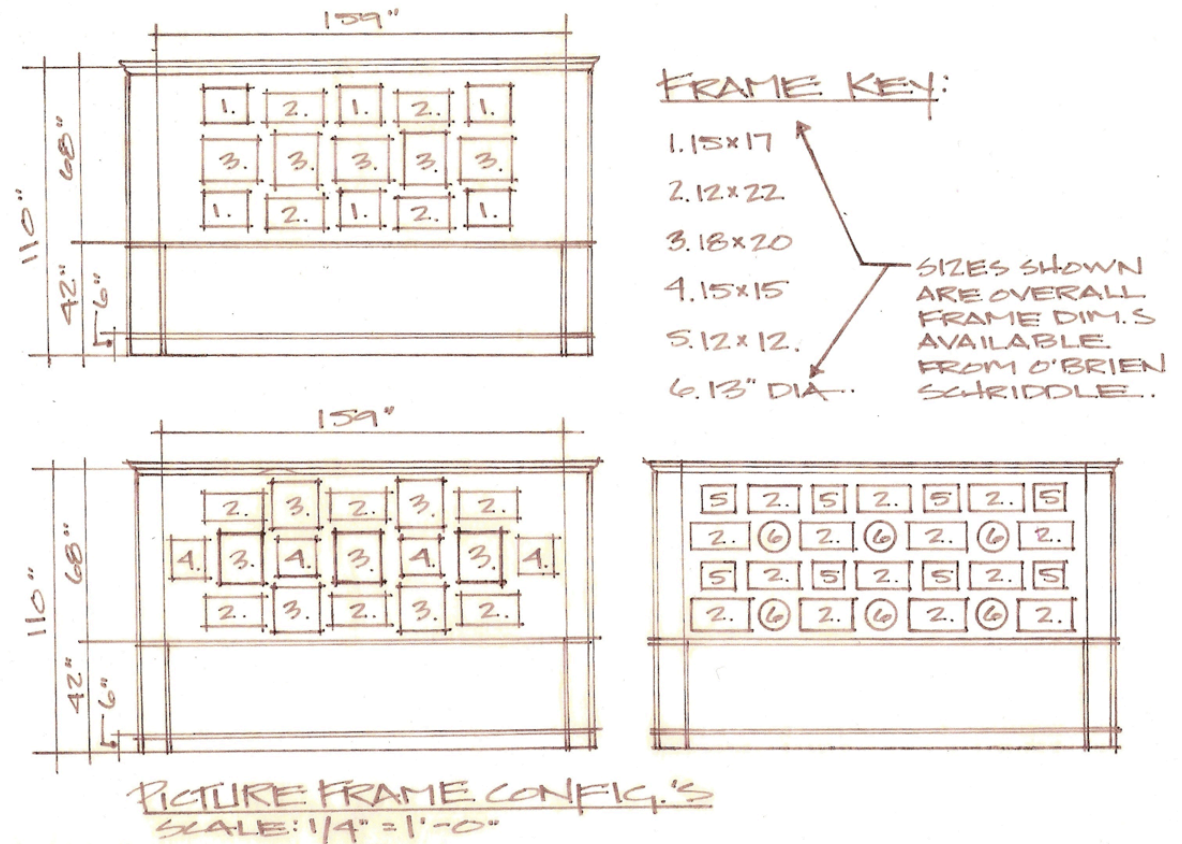 159"
110"
68"
42"
6"
1. 2. 1. 2. 1.
3. 3. 3. 3. 3.
1. 2. 1. 2. 1.
FRAME KEY:
1. 15x17
2. 12x22
3. 18x20
4. 15x15
5. 12x12.
6. 13" DIA.
SIZES SHOWN
ARE OVERALL
FRAME DIM.S
AVAILABLE
FROM O'BRIEN
SCHRIDDLE..
159"
110"
68"
42"
6"
2. 3. 2. 3. 2.
4. 3. 4. 3. 4. 3. 4.
2. 3. 2. 3. 2.
5 2. 5 2. 5 2. 5
2. 6 2. 6 2. 6 2.
5 2. 5 2. 5 2. 5
2. 6 2. 6 2. 6 2.
PICTURE FRAME CONFIG.'S
SCALE: 1/4" = 1'-0"